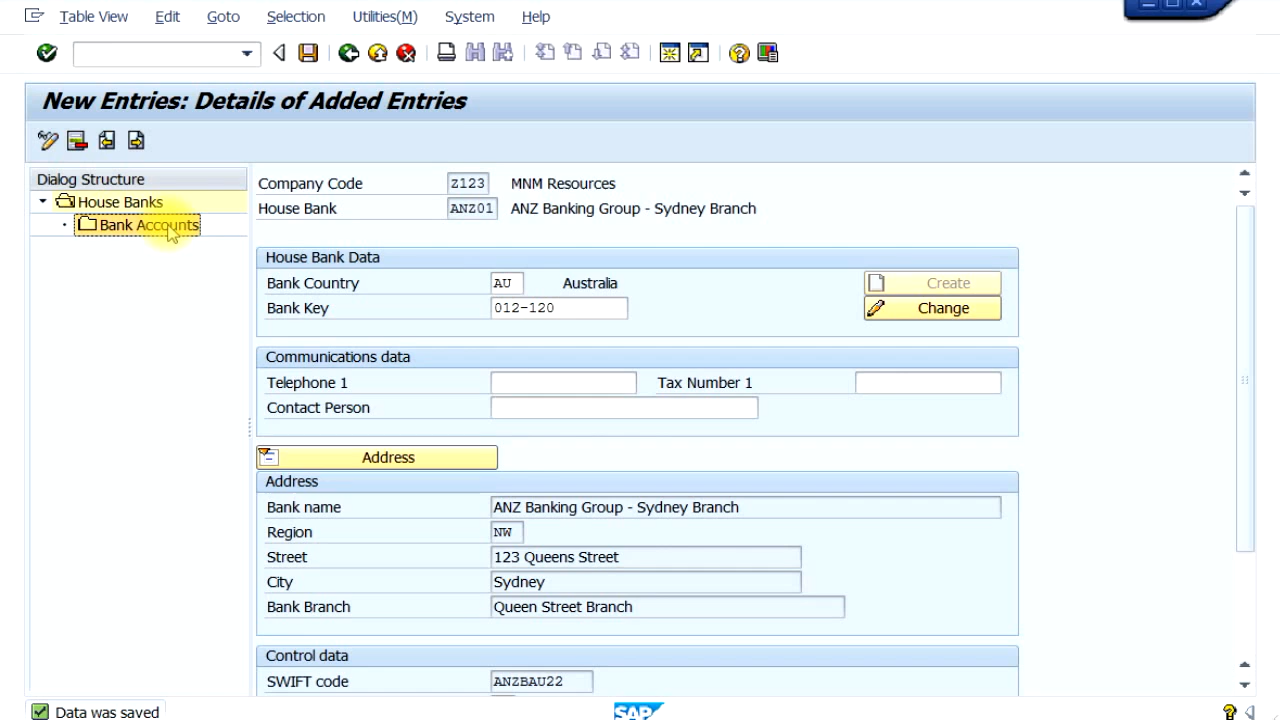 Table View Edit Goto Selection Utilities(M) System Help
New Entries: Details of Added Entries
Dialog Structure
House Banks
Bank Accounts
Company Code Z123 MNM Resources
House Bank ANZ01 ANZ Banking Group - Sydney Branch
House Bank Data
Bank Country AU Australia Create
Bank Key 012-120 Change
Communications data
Telephone 1 Tax Number 1
Contact Person
Address
Address
Bank name ANZ Banking Group - Sydney Branch
Region NW
Street 123 Queens Street
City Sydney
Bank Branch Queen Street Branch
Control data
SWIFT code ANZBAU22
Data was saved SAP